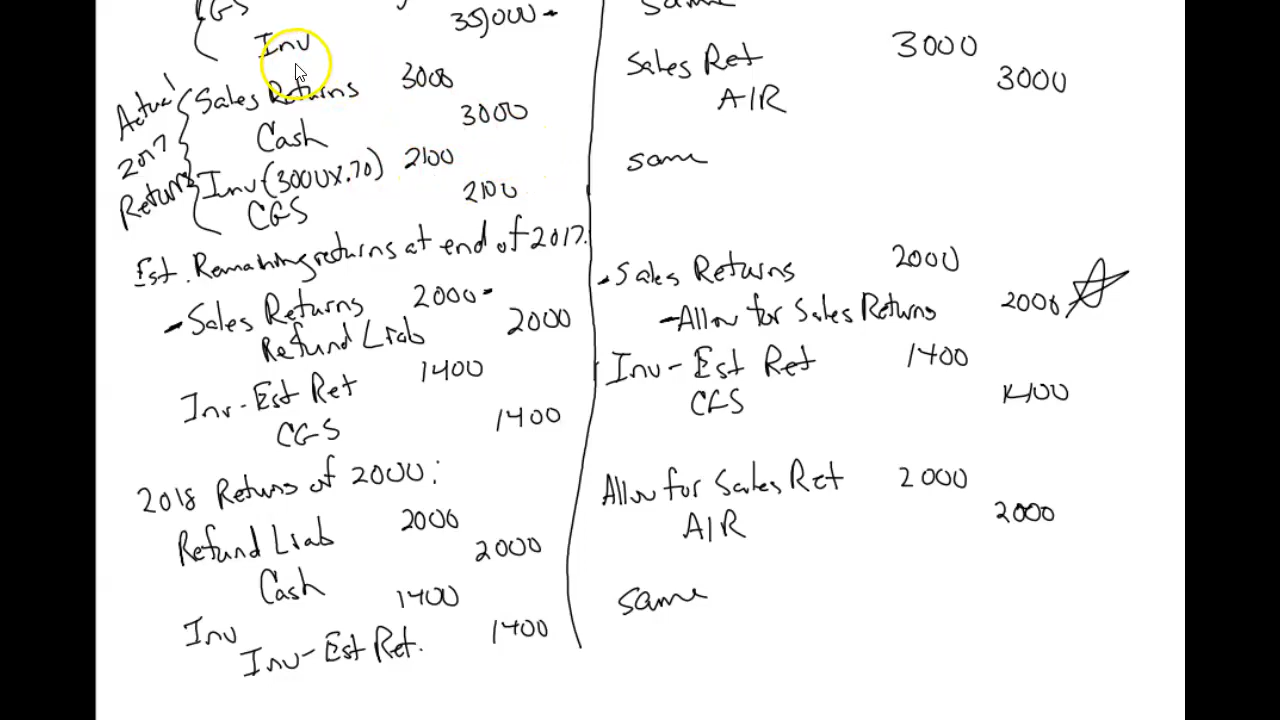 CGS
35,000
Inv
Actual 2017 Returns
Sales Returns 3000
3000
Cash
Inv (3000X.70) 2100
2100
CGS
Est. Remaining returns at end of 2017.
- Sales Returns 2000
2000
Refund Liab
Inv - Est Ret 1400
CGS 1400
2018 Returns of 2000:
Refund Liab 2000
2000
Cash
Inv 1400
Inv - Est Ret. 1400
same
Sales Ret 3000
A/R 3000
same
- Sales Returns 2000
- Allow for Sales Returns 2000
Inv - Est Ret 1400
CGS 1400
Allow for Sales Ret 2000
A/R 2000
same